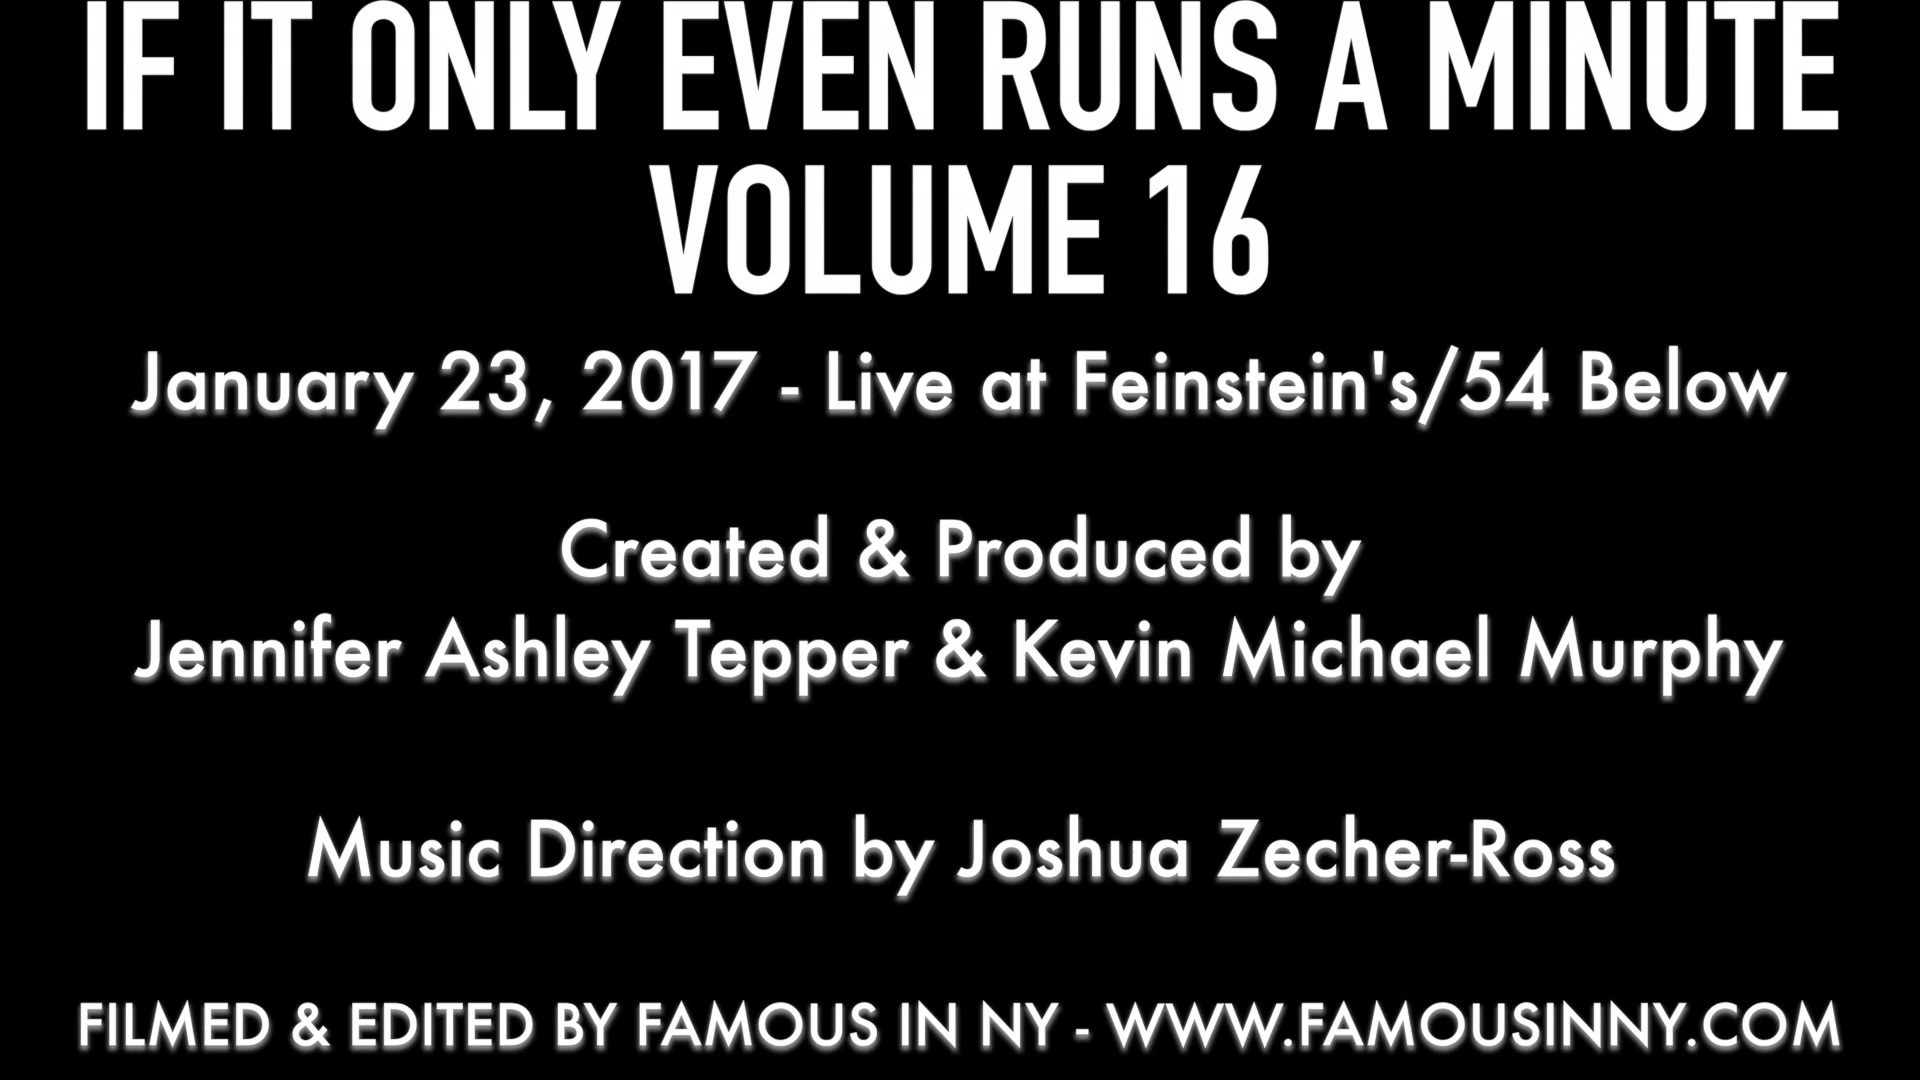 IF IT ONLY EVEN RUNS A MINUTE
VOLUME 16
January 23, 2017 - Live at Feinstein's/54 Below
Created & Produced by
Jennifer Ashley Tepper & Kevin Michael Murphy
Music Direction by Joshua Zecher-Ross
FILMED & EDITED BY FAMOUS IN NY - WWW.FAMOUSINNY.COM